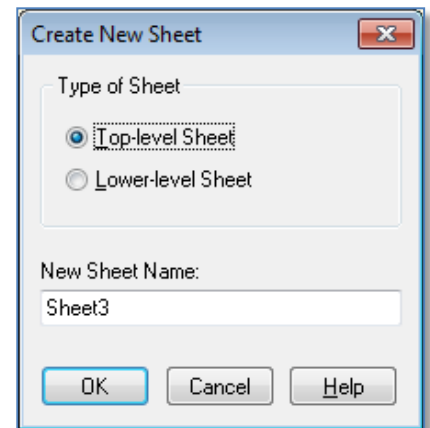 Create New Sheet
Type of Sheet
Top-level Sheet
Lower-level Sheet
New Sheet Name:
Sheet3
OK Cancel Help